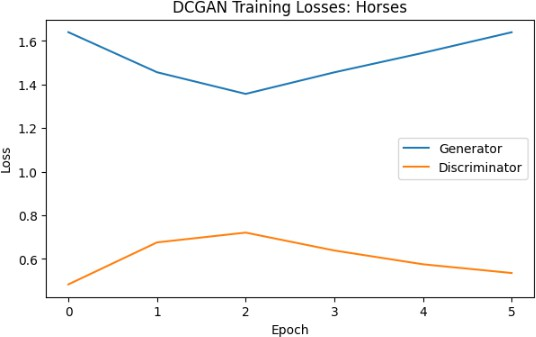 DCGAN Training Losses: Horses
1.6
1.4
1.2
1.0
0.8
0.6
Loss
Generator
Discriminator
0 1 2 3 4 5
Epoch